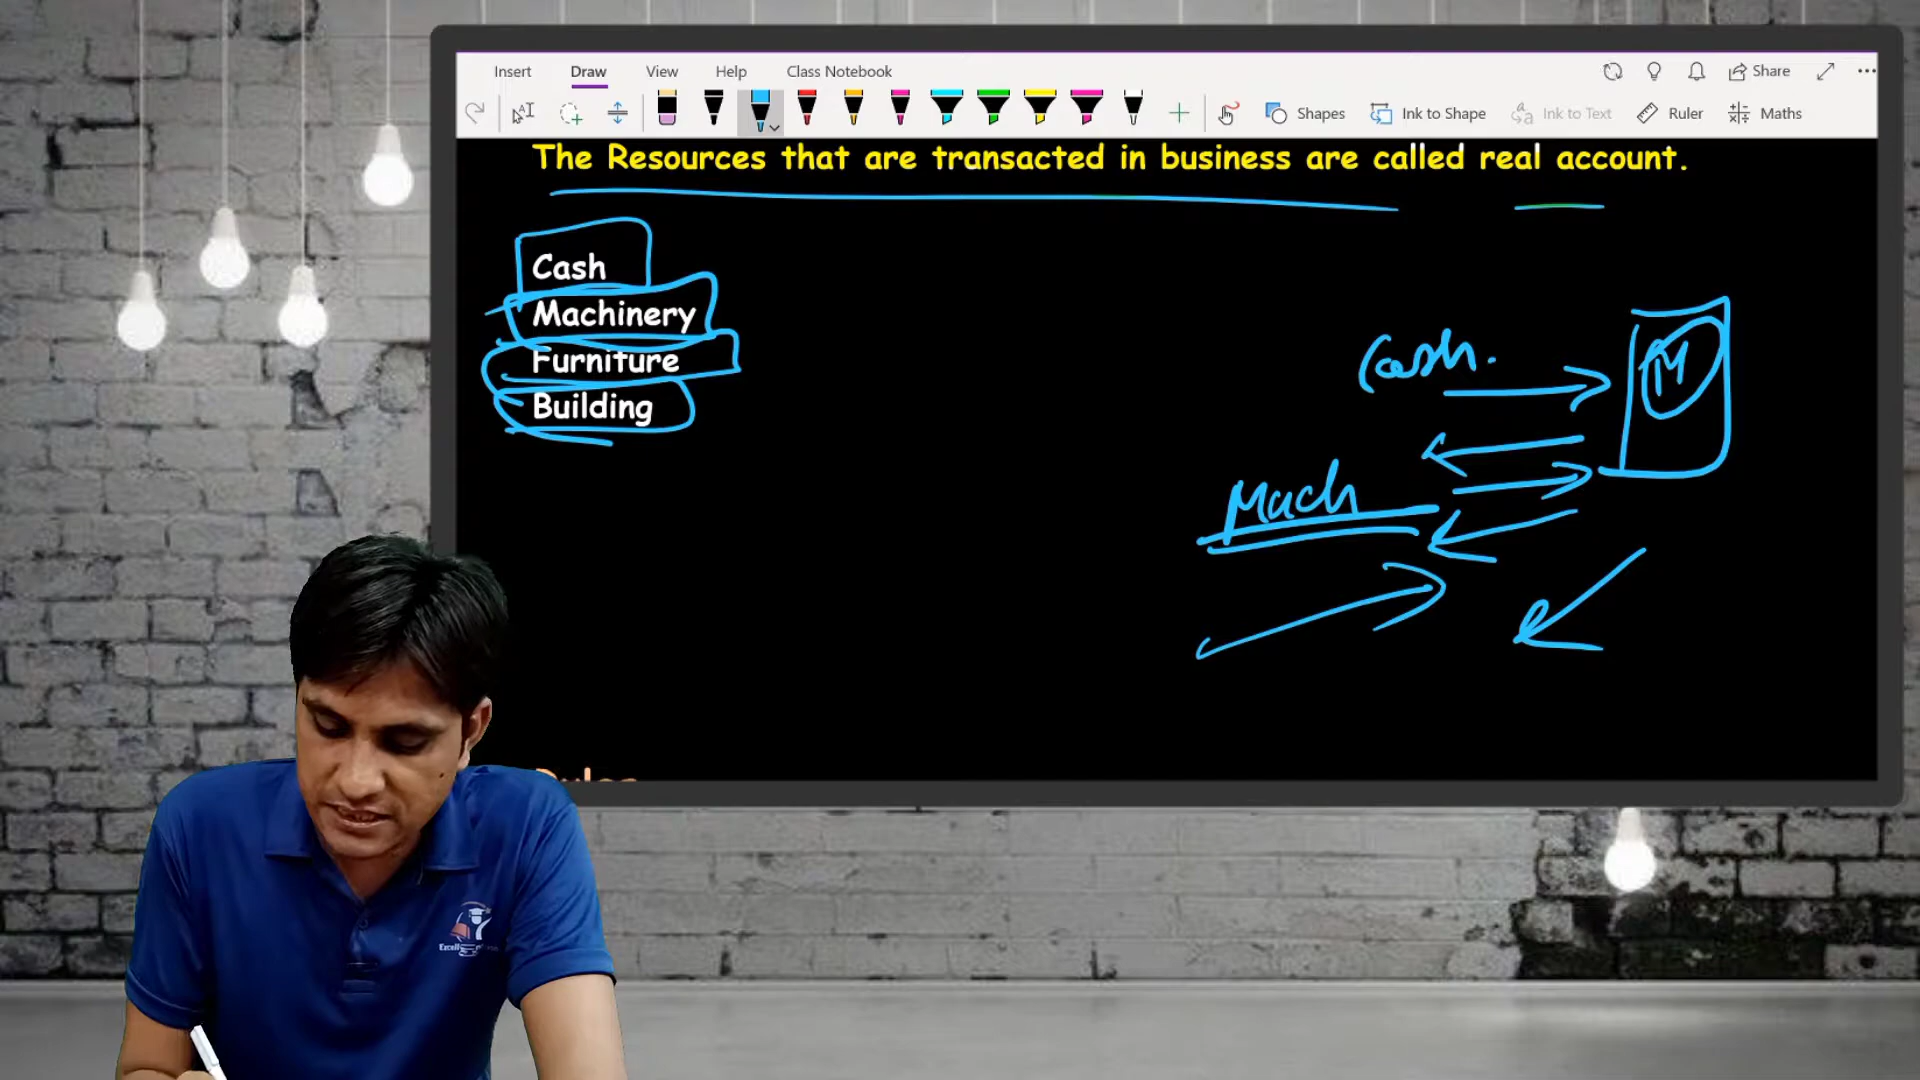 Insert Draw View Help Class Notebook Share
Shapes Ink to Shape Ink to Text Ruler Maths
The Resources that are transacted in business are called real account.
Cash
Machinery
Furniture
Building
Cash.
M
Mach